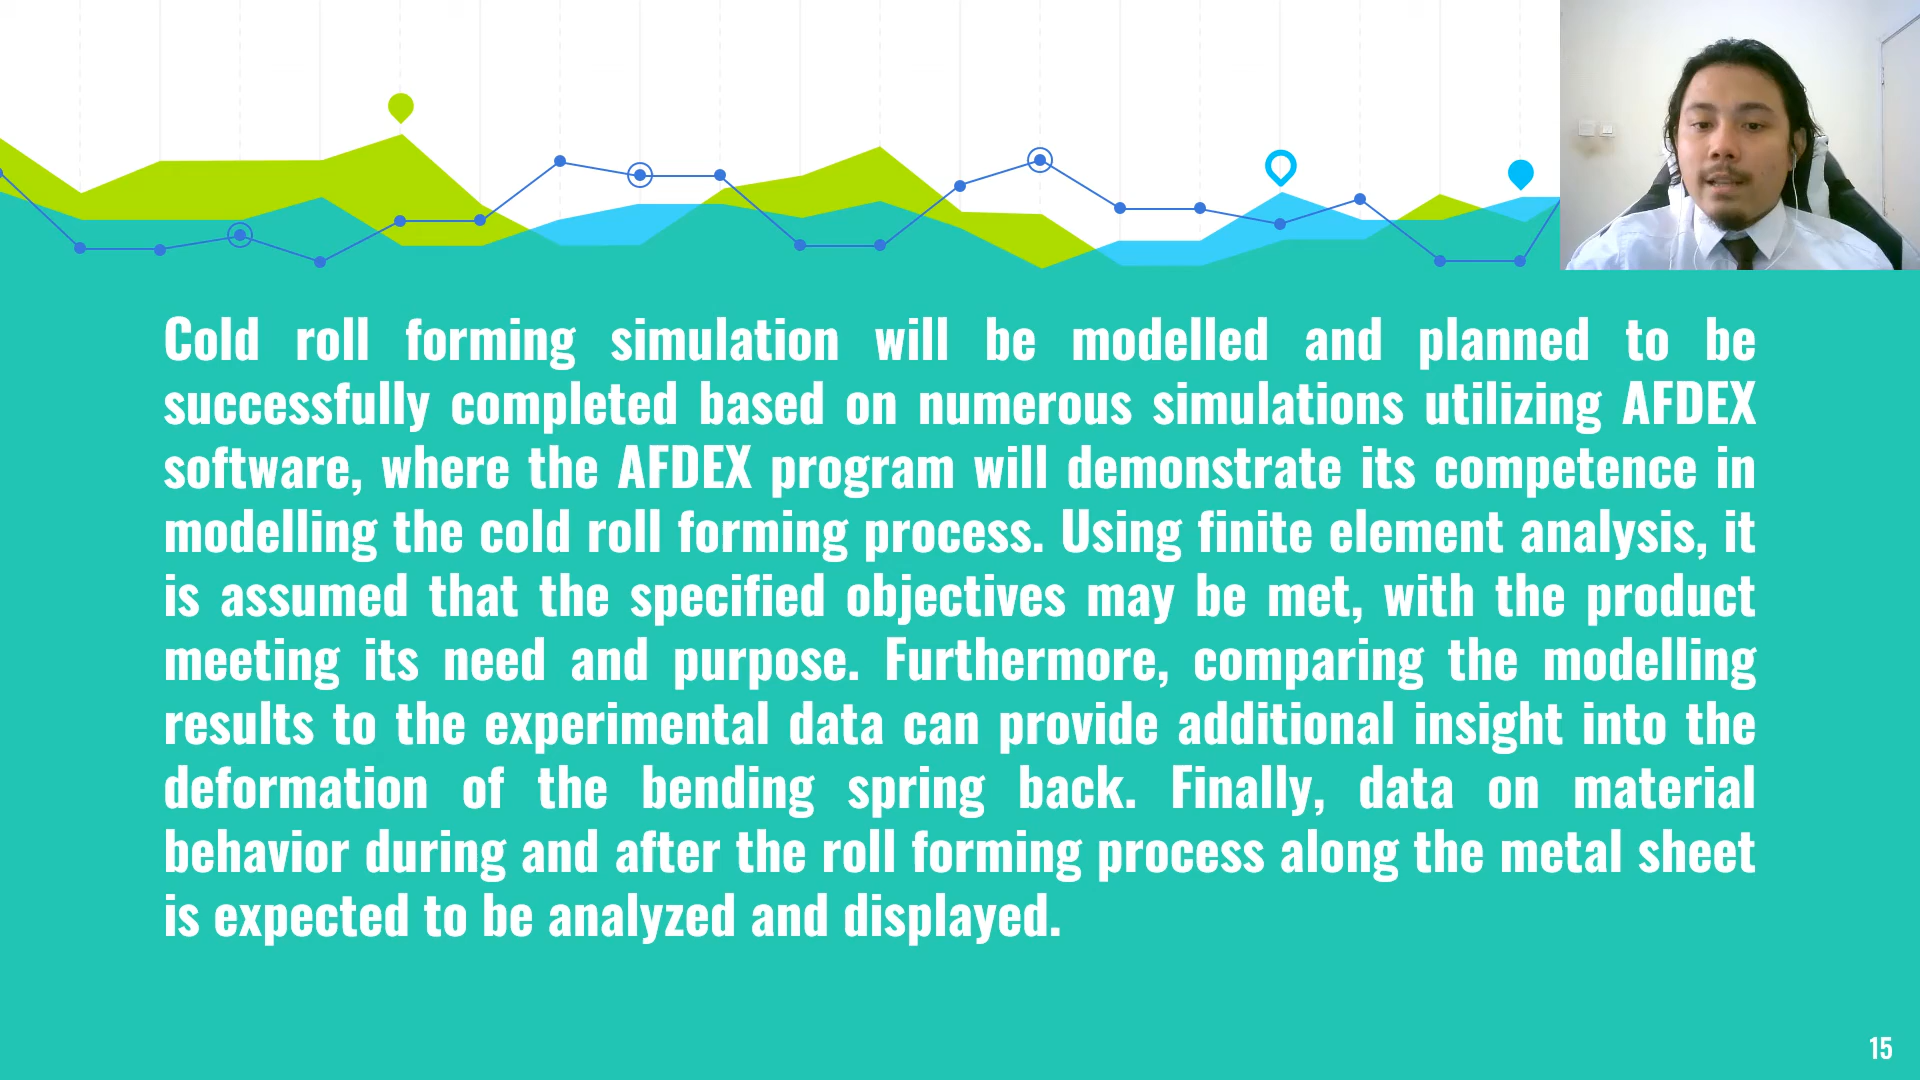 Cold roll forming simulation will be modelled and planned to be
successfully completed based on numerous simulations utilizing AFDEX
software, where the AFDEX program will demonstrate its competence in
modelling the cold roll forming process. Using finite element analysis, it
is assumed that the specified objectives may be met, with the product
meeting its need and purpose. Furthermore, comparing the modelling
results to the experimental data can provide additional insight into the
deformation of the bending spring back. Finally, data on material
behavior during and after the roll forming process along the metal sheet
is expected to be analyzed and displayed.
15